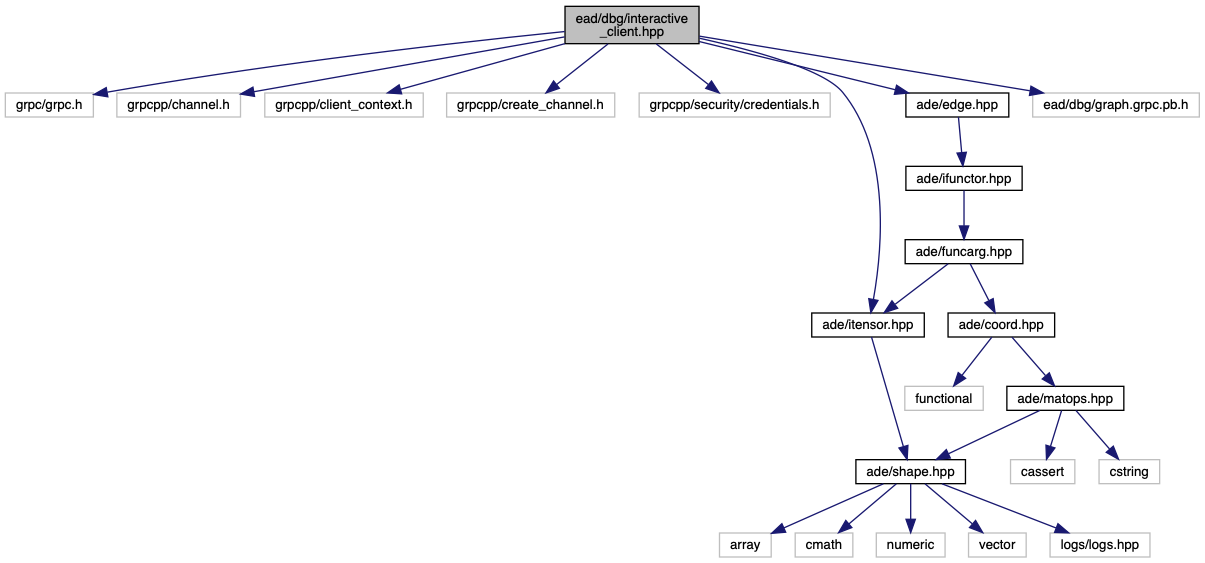 ead/dbg/interactive
_client.hpp
grpc/grpc.h
grpcpp/channel.h
grpcpp/client_context.h
grpcpp/create_channel.h
grpcpp/security/credentials.h
ade/edge.hpp
ead/dbg/graph.grpc.pb.h
ade/ifunctor.hpp
ade/funcarg.hpp
ade/itensor.hpp
ade/coord.hpp
functional
ade/matops.hpp
ade/shape.hpp
cassert
cstring
array
cmath
numeric
vector
logs/logs.hpp